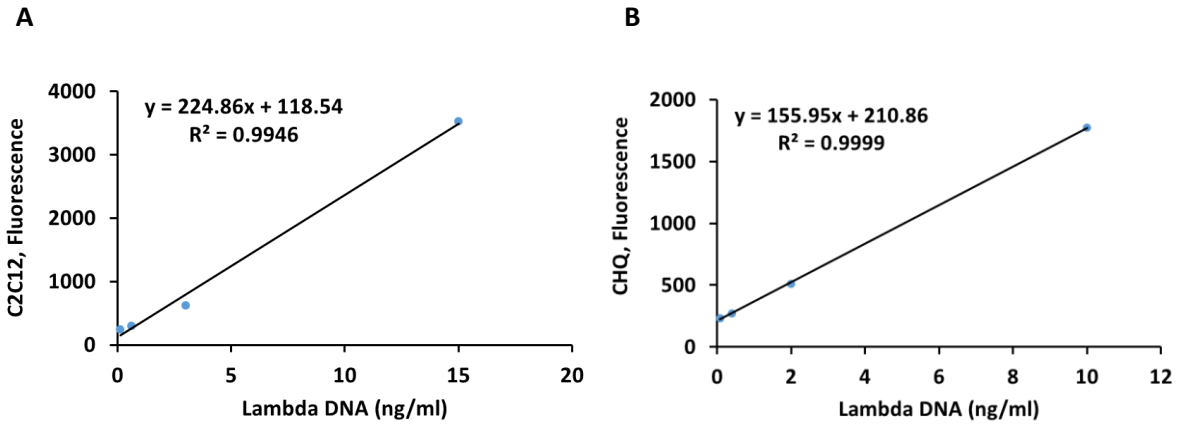 A
C2C12, Fluorescence
4000
3000
2000
1000
0
y = 224.86x + 118.54
R² = 0.9946
0 5 10 15 20
Lambda DNA (ng/ml)
B
CHQ, Fluorescence
2000
1500
1000
500
0
y = 155.95x + 210.86
R² = 0.9999
0 2 4 6 8 10 12
Lambda DNA (ng/ml)